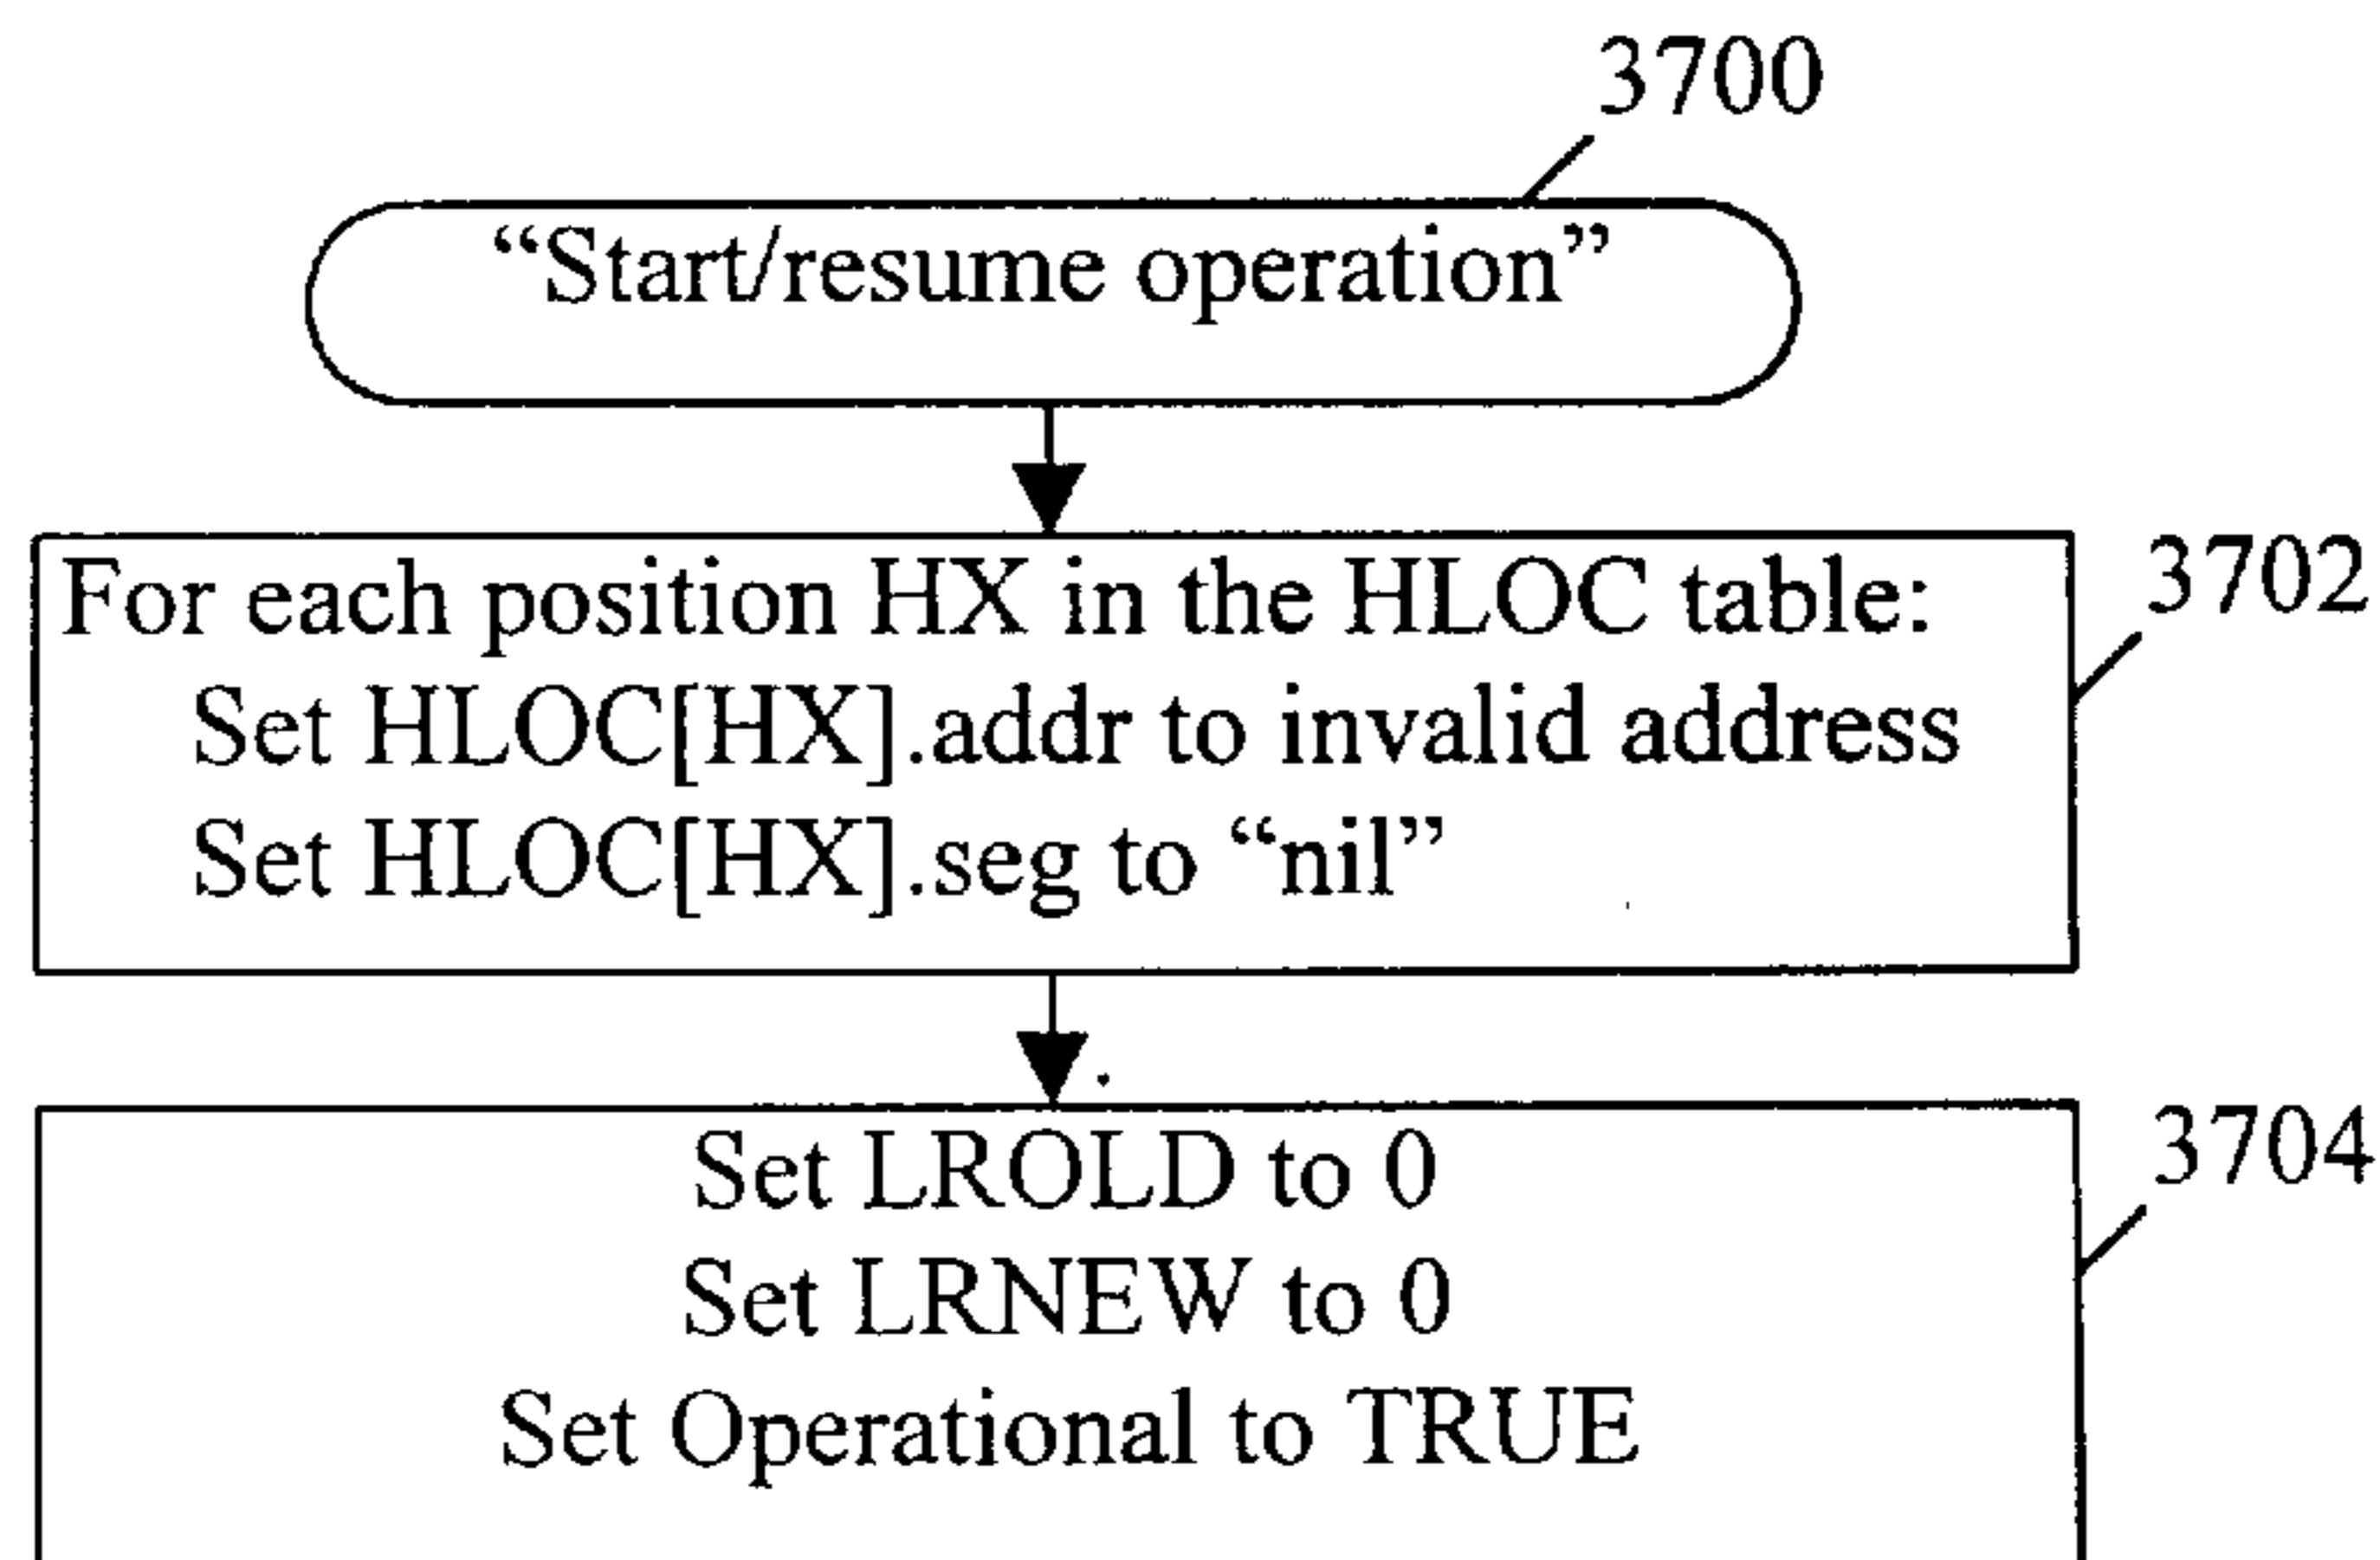 3700
“Start/resume operation”
3702
For each position HX in the HLOC table:
Set HLOC[HX].addr to invalid address
Set HLOC[HX].seg to “nil”
3704
Set LROLD to 0
Set LRNEW to 0
Set Operational to TRUE